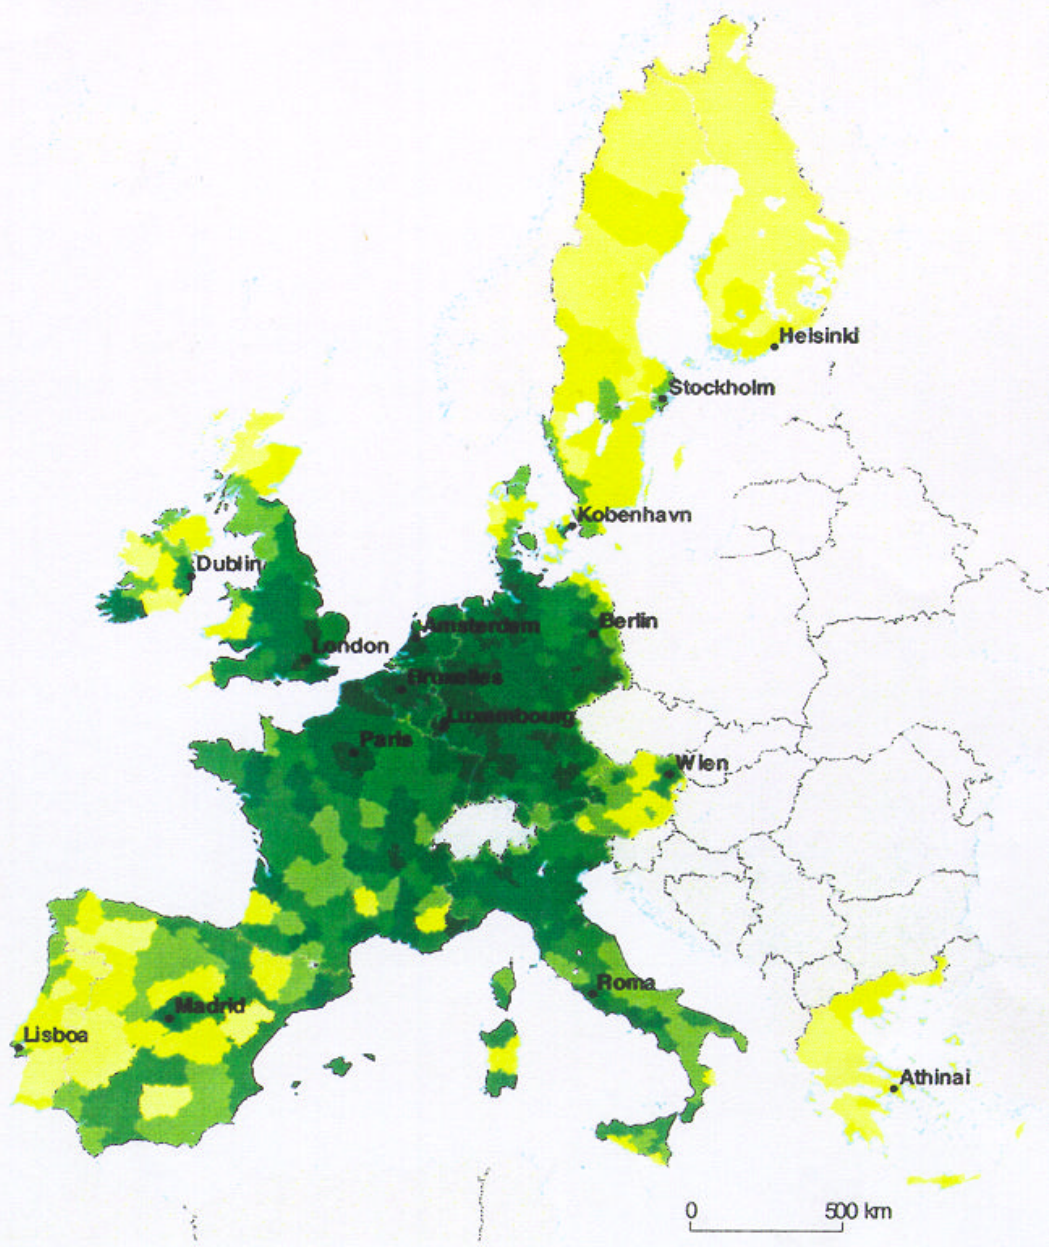 Helsinki
Stockholm
Kobenhavn
Dublin
Amsterdam
Berlin
London
Bruxelles
Luxembourg
Paris
Wien
Roma
Madrid
Lisboa
Athinai
0 500 km